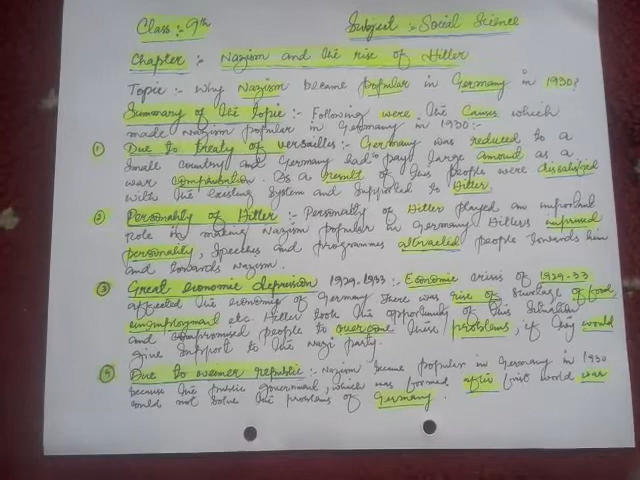 Class :- 9th Subject :- Social Science
Chapter :- Nazism and the rise of Hitler
Topic :- Why Nazism became popular in Germany in 1930?
Summary of the topic :- Following were the causes which
made Nazism popular in Germany in 1930 :-
① Due to treaty of versailles :- Germany was reduced to a
small country and Germany had to pay large amount as a
war . As a result of this people were
with the existing system and supported to Hitler
② Personality of Hitler :- Personality of Hitler played an important
role in making Nazism popular in Germany. Hitlers
personality, speeches and programmes attracted people towards him
and towards nazism.
③ Great economic depression 1929-1933 :- Economic crisis of 1929-33
affected the economy of Germany there was rise of shortage of food,
unemployment etc. Hitler took the opportunity of this situation
and people to overcome these problems, if they would
give support to the Nazi party.
Due to weimer republic :- Nazism became popular in Germany in 1930
because the public government, which was formed after first world war
could not solve the problems of Germany.